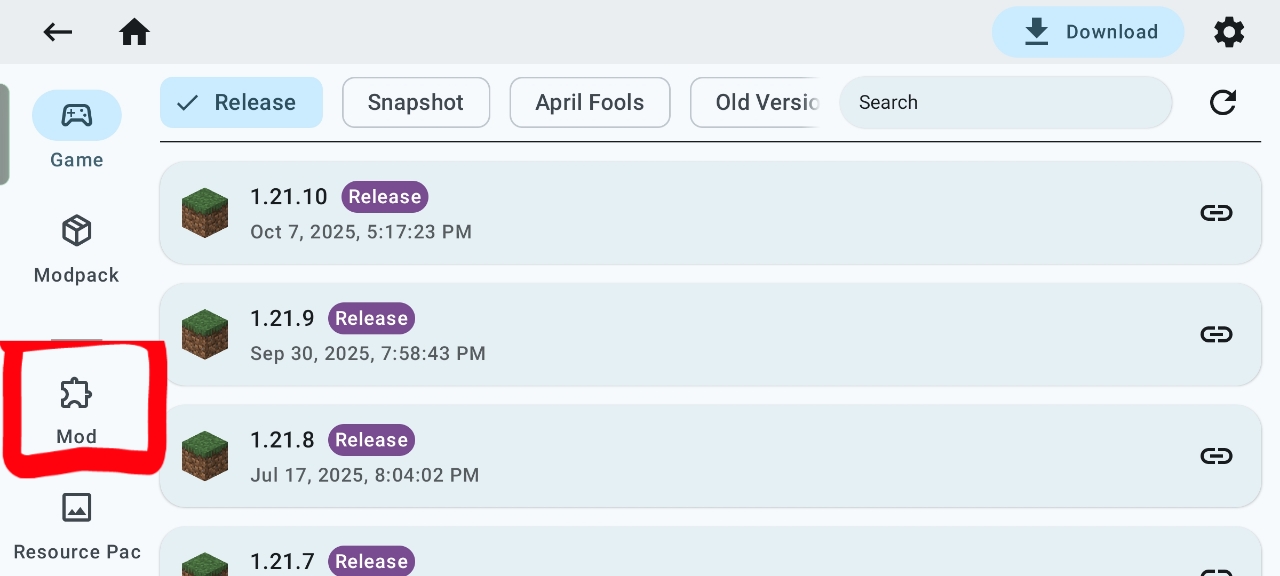 Download
Game
Modpack
Mod
Resource Pac
Release
Snapshot
April Fools
Old Versio
Search
1.21.10 Release
Oct 7, 2025, 5:17:23 PM
1.21.9 Release
Sep 30, 2025, 7:58:43 PM
1.21.8 Release
Jul 17, 2025, 8:04:02 PM
1.21.7 Release